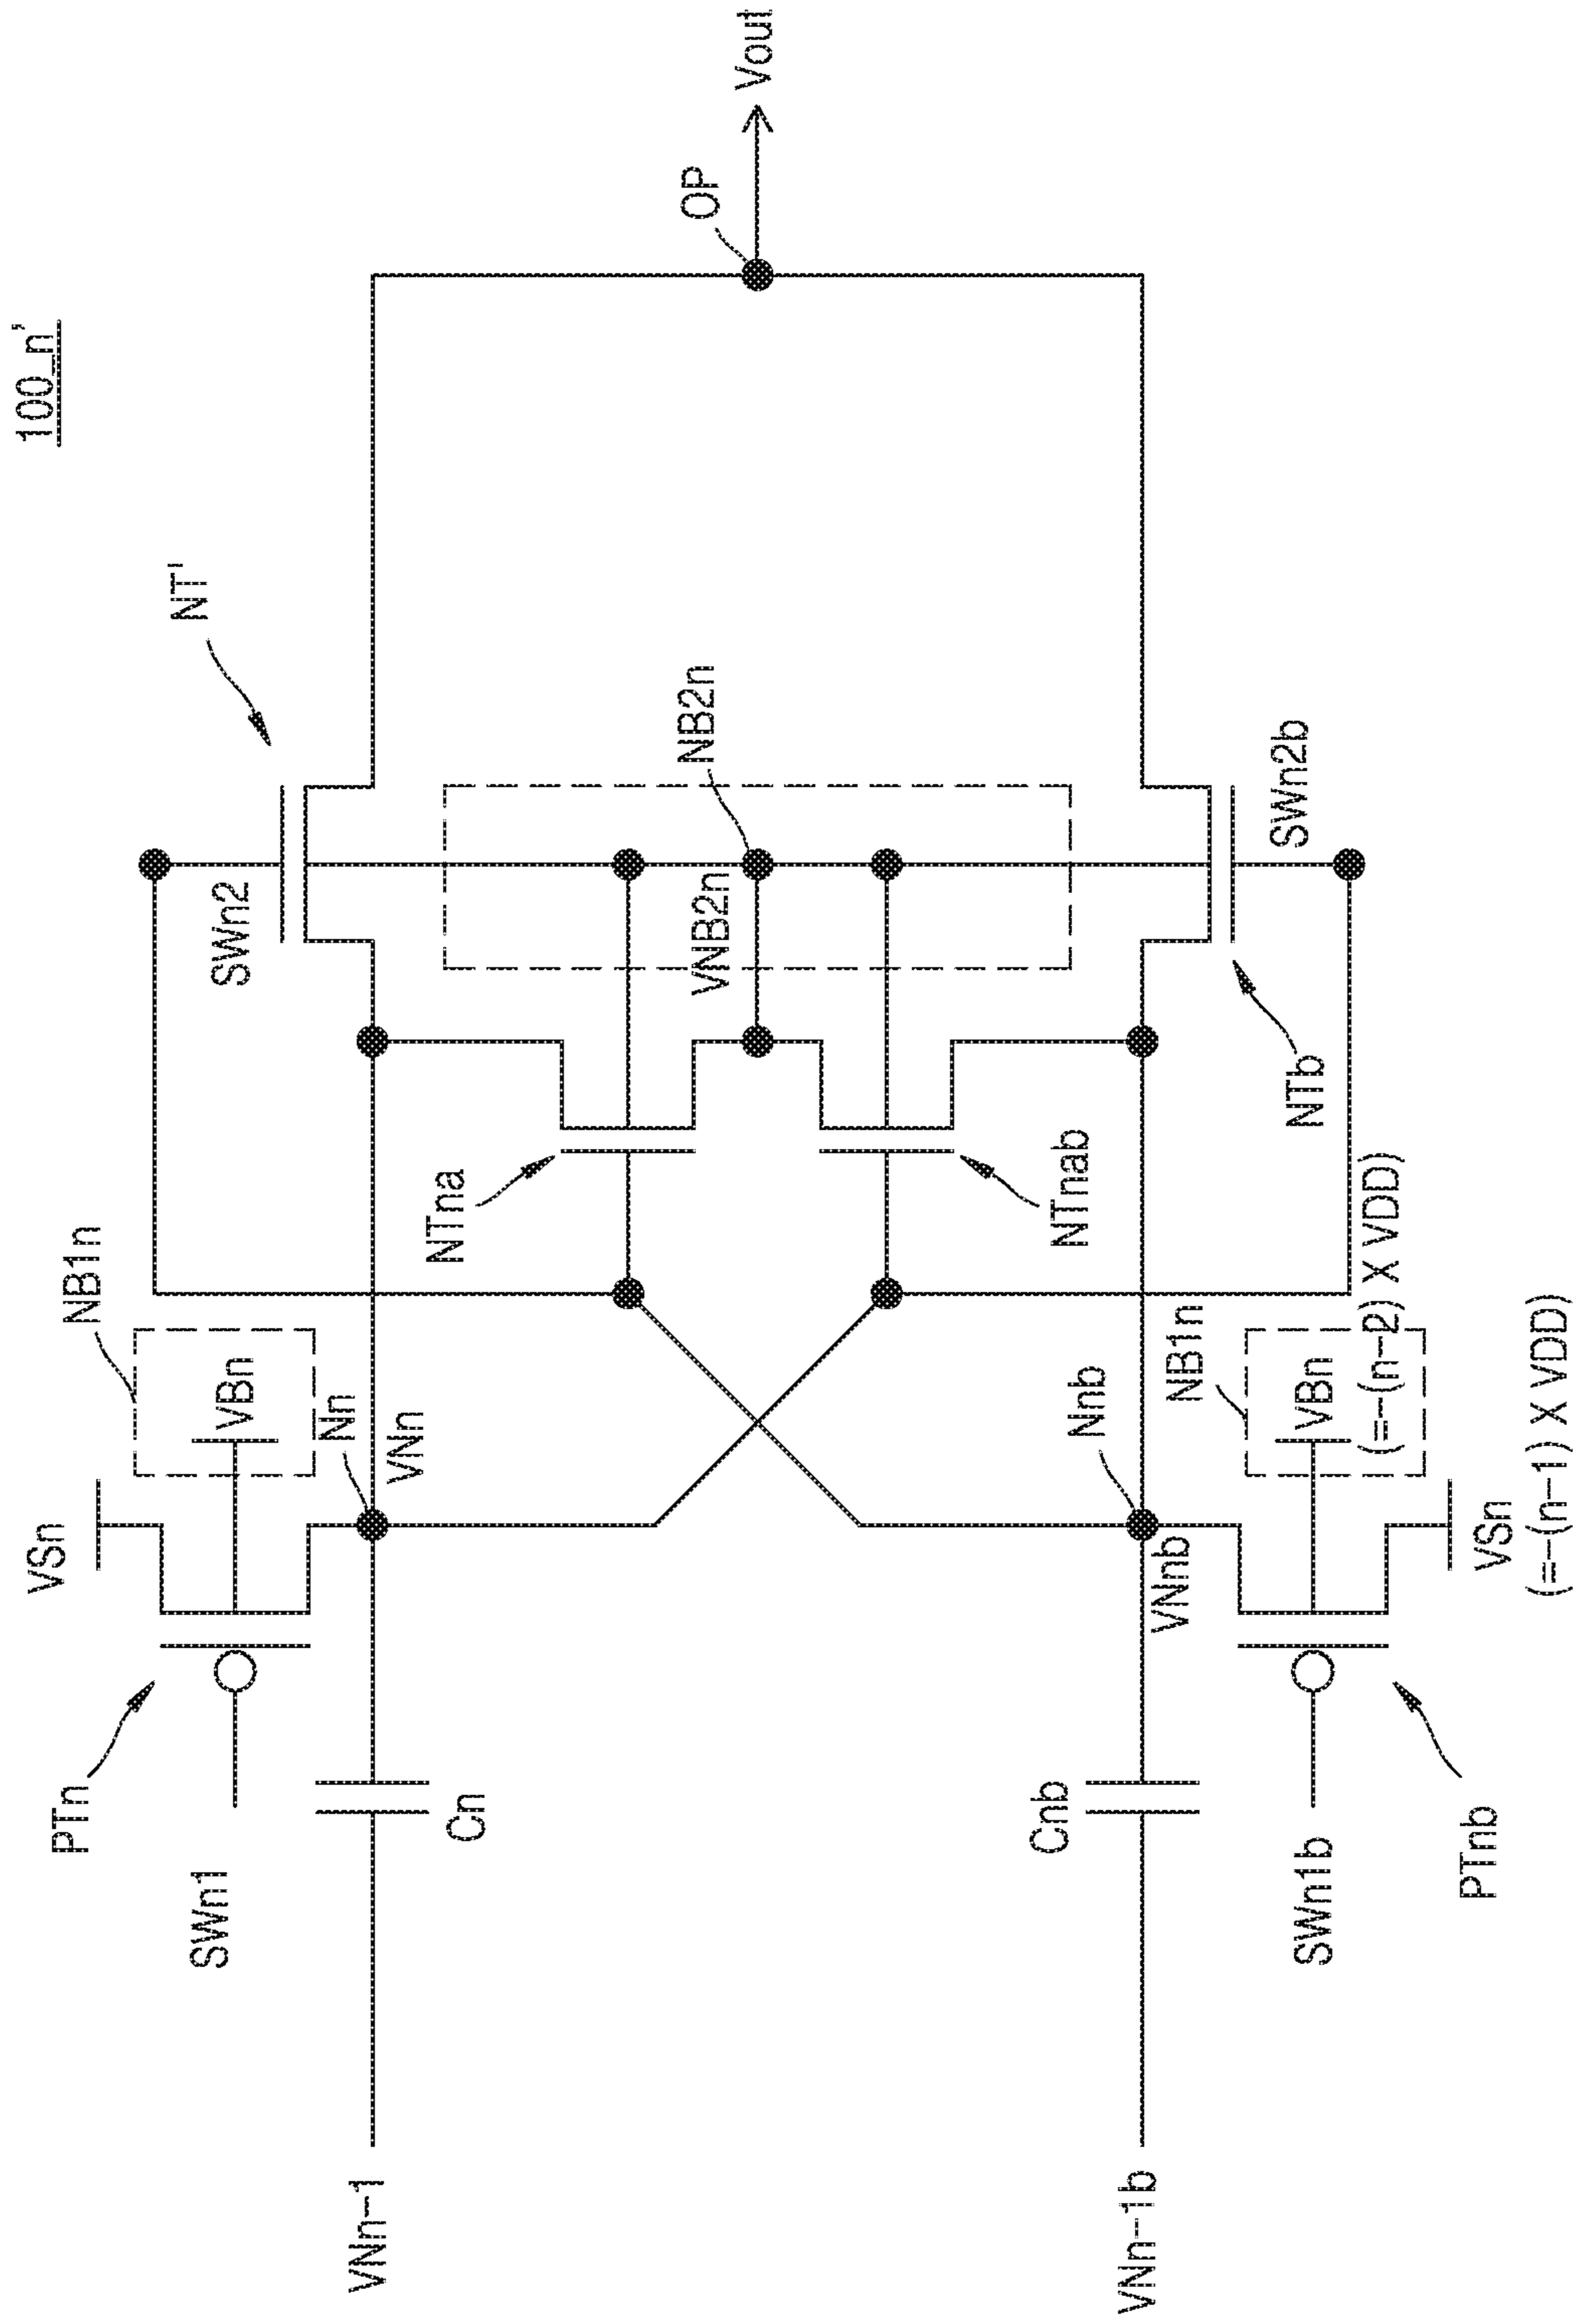 100_n'
VSn
NB1n
PTn
VBn
SWn1
Nn
VNn
SWn2
NT'
VNn-1
Cn
NTna
VNB2n
NB2n
OP
Vout
NTnab
Nnb
VNnb
VNn-1b
Cnb
NB1n
SWn1b
VBn
(=-(n-2) X VDD)
NTb
SWn2b
PTnb
VSn
(=-(n-1) X VDD)